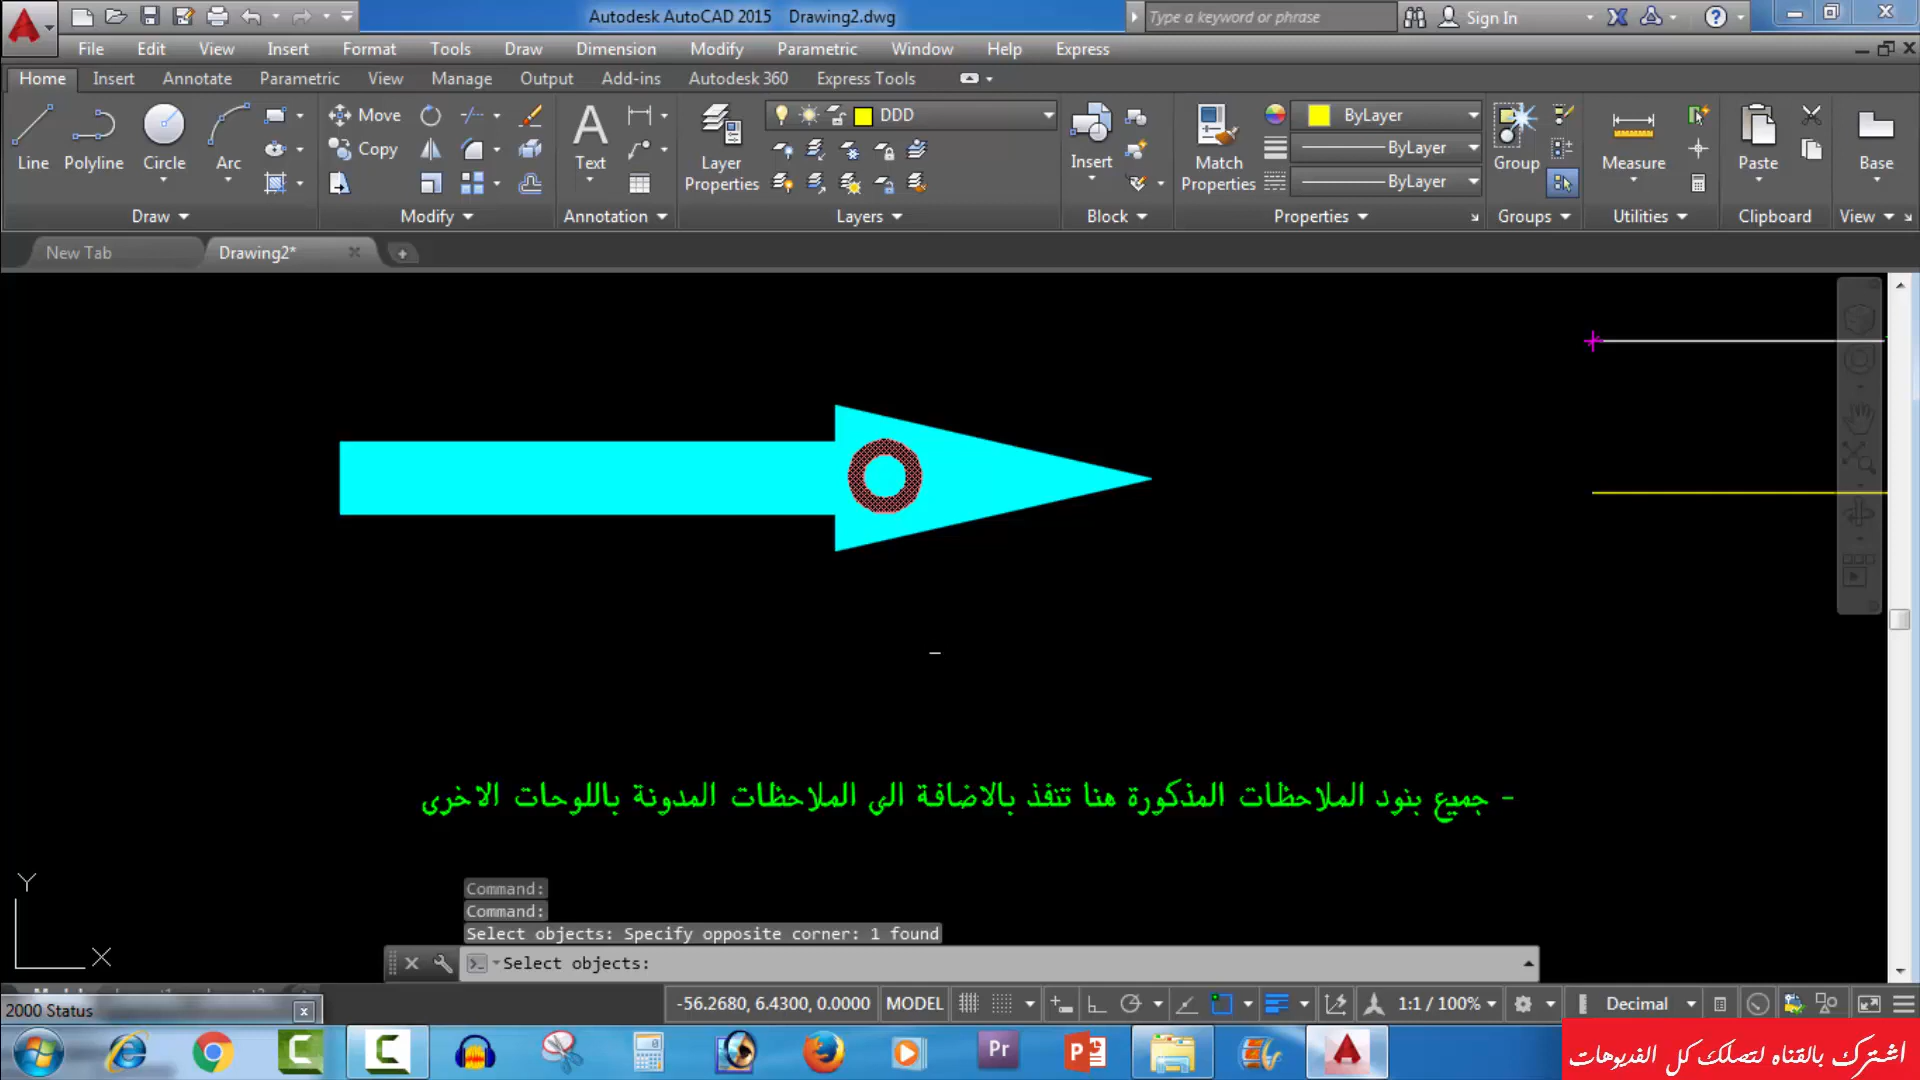 Autodesk AutoCAD 2015 Drawing2.dwg
Type a keyword or phrase
Sign In
File Edit View Insert Format Tools Draw Dimension Modify Parametric Window Help Express
Home Insert Annotate Parametric View Manage Output Add-ins Autodesk 360 Express Tools
Line Polyline Circle Arc
Move
Copy
Text
Layer Properties
DDD
Insert
Match Properties
ByLayer
ByLayer
ByLayer
Group
Measure
Paste
Base
Draw Modify Annotation Layers Block Properties Groups Utilities Clipboard View
New Tab Drawing2*
- جميع بنود الملاحظات المذكورة هنا تنفذ بالاضافة الى الملاحظات المدونة باللوحات الاخرى
Y
X
Command:
Command:
Select objects: Specify opposite corner: 1 found
Select objects:
2000 Status
-56.2680, 6.4300, 0.0000 MODEL 1:1 / 100% Decimal
Pr
اشترك بالقناه لتصلك كل الفديوهات